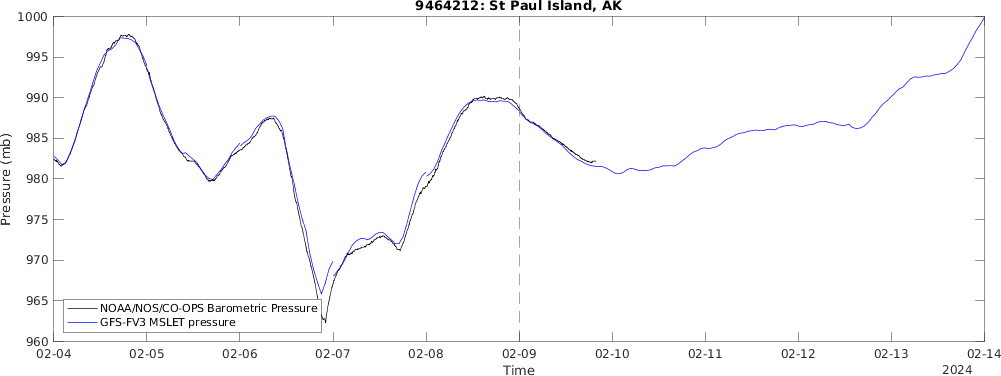 9464212: St Paul Island, AK
Pressure (mb)
1000
995
990
985
980
975
970
965
960
NOAA/NOS/CO-OPS Barometric Pressure
GFS-FV3 MSLET pressure
02-04 02-05 02-06 02-07 02-08 02-09 02-10 02-11 02-12 02-13 02-14
Time
2024